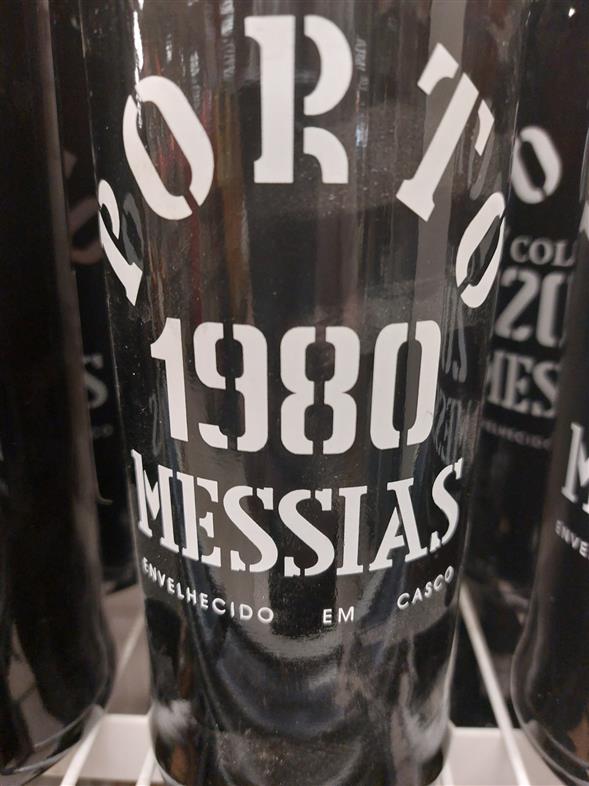 PORTO
1980
MESSIAS
ENVELHECIDO EM CASCO